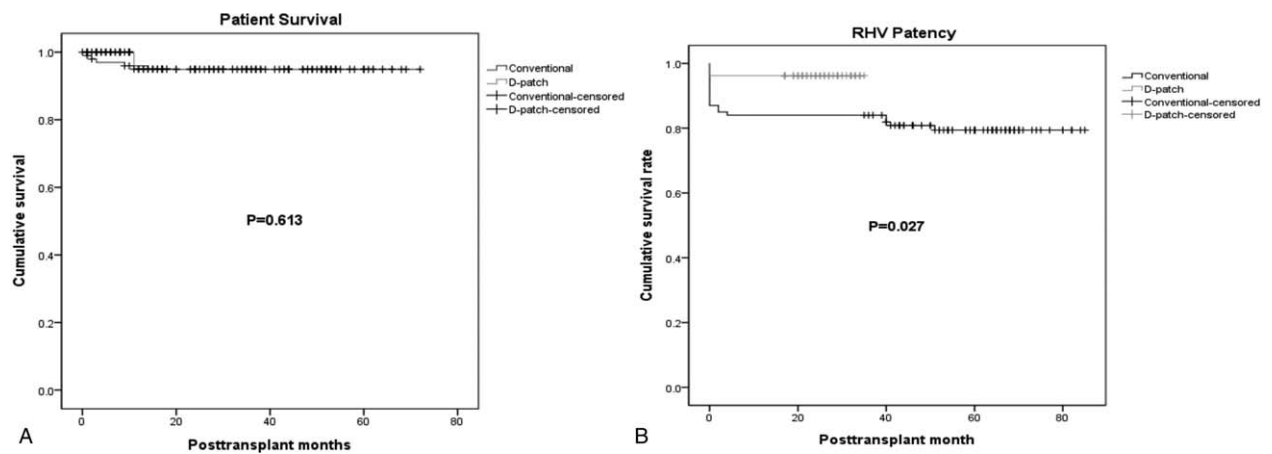 Patient Survival
1.0
0.8
0.6
0.4
0.2
0.0
Cumulative survival
P=0.613
0 20 40 60 80
Posttransplant months
Conventional
D-patch
Conventional-censored
D-patch-censored
A
RHV Patency
1.0
0.8
0.6
0.4
0.2
0.0
Cumulative survival rate
P=0.027
0 20 40 60 80
Posttransplant month
Conventional
D-patch
Conventional-censored
D-patch-censored
B